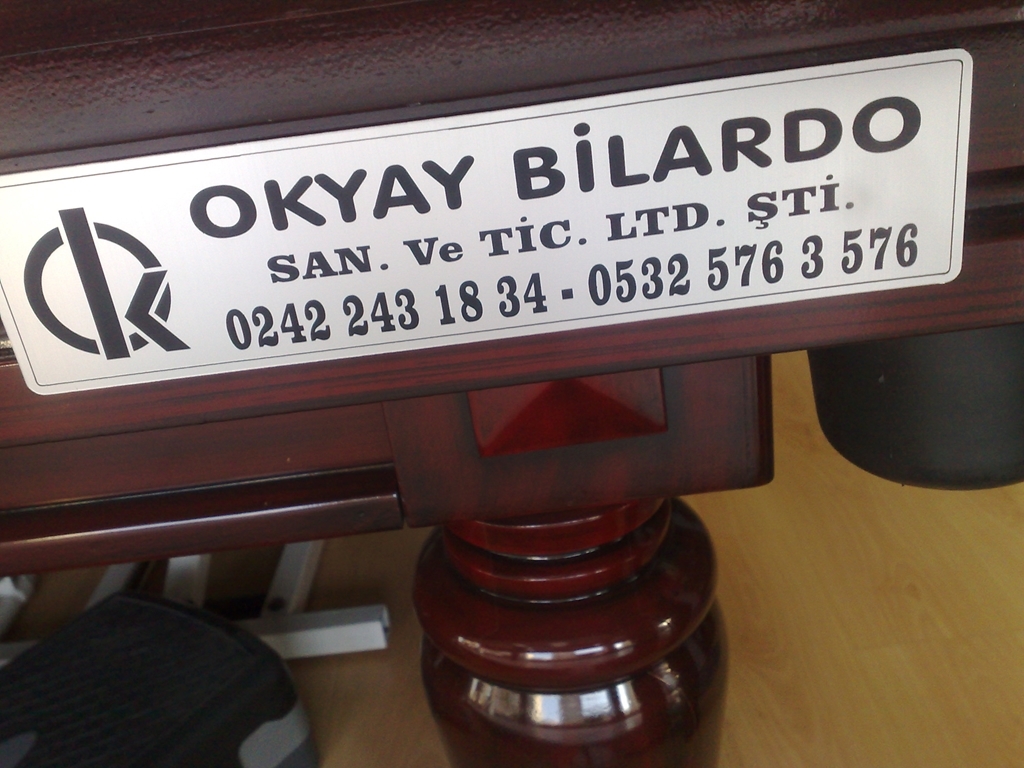 OKYAY BİLARDO
SAN. Ve TİC. LTD. ŞTİ.
0242 243 18 34 - 0532 576 3 576